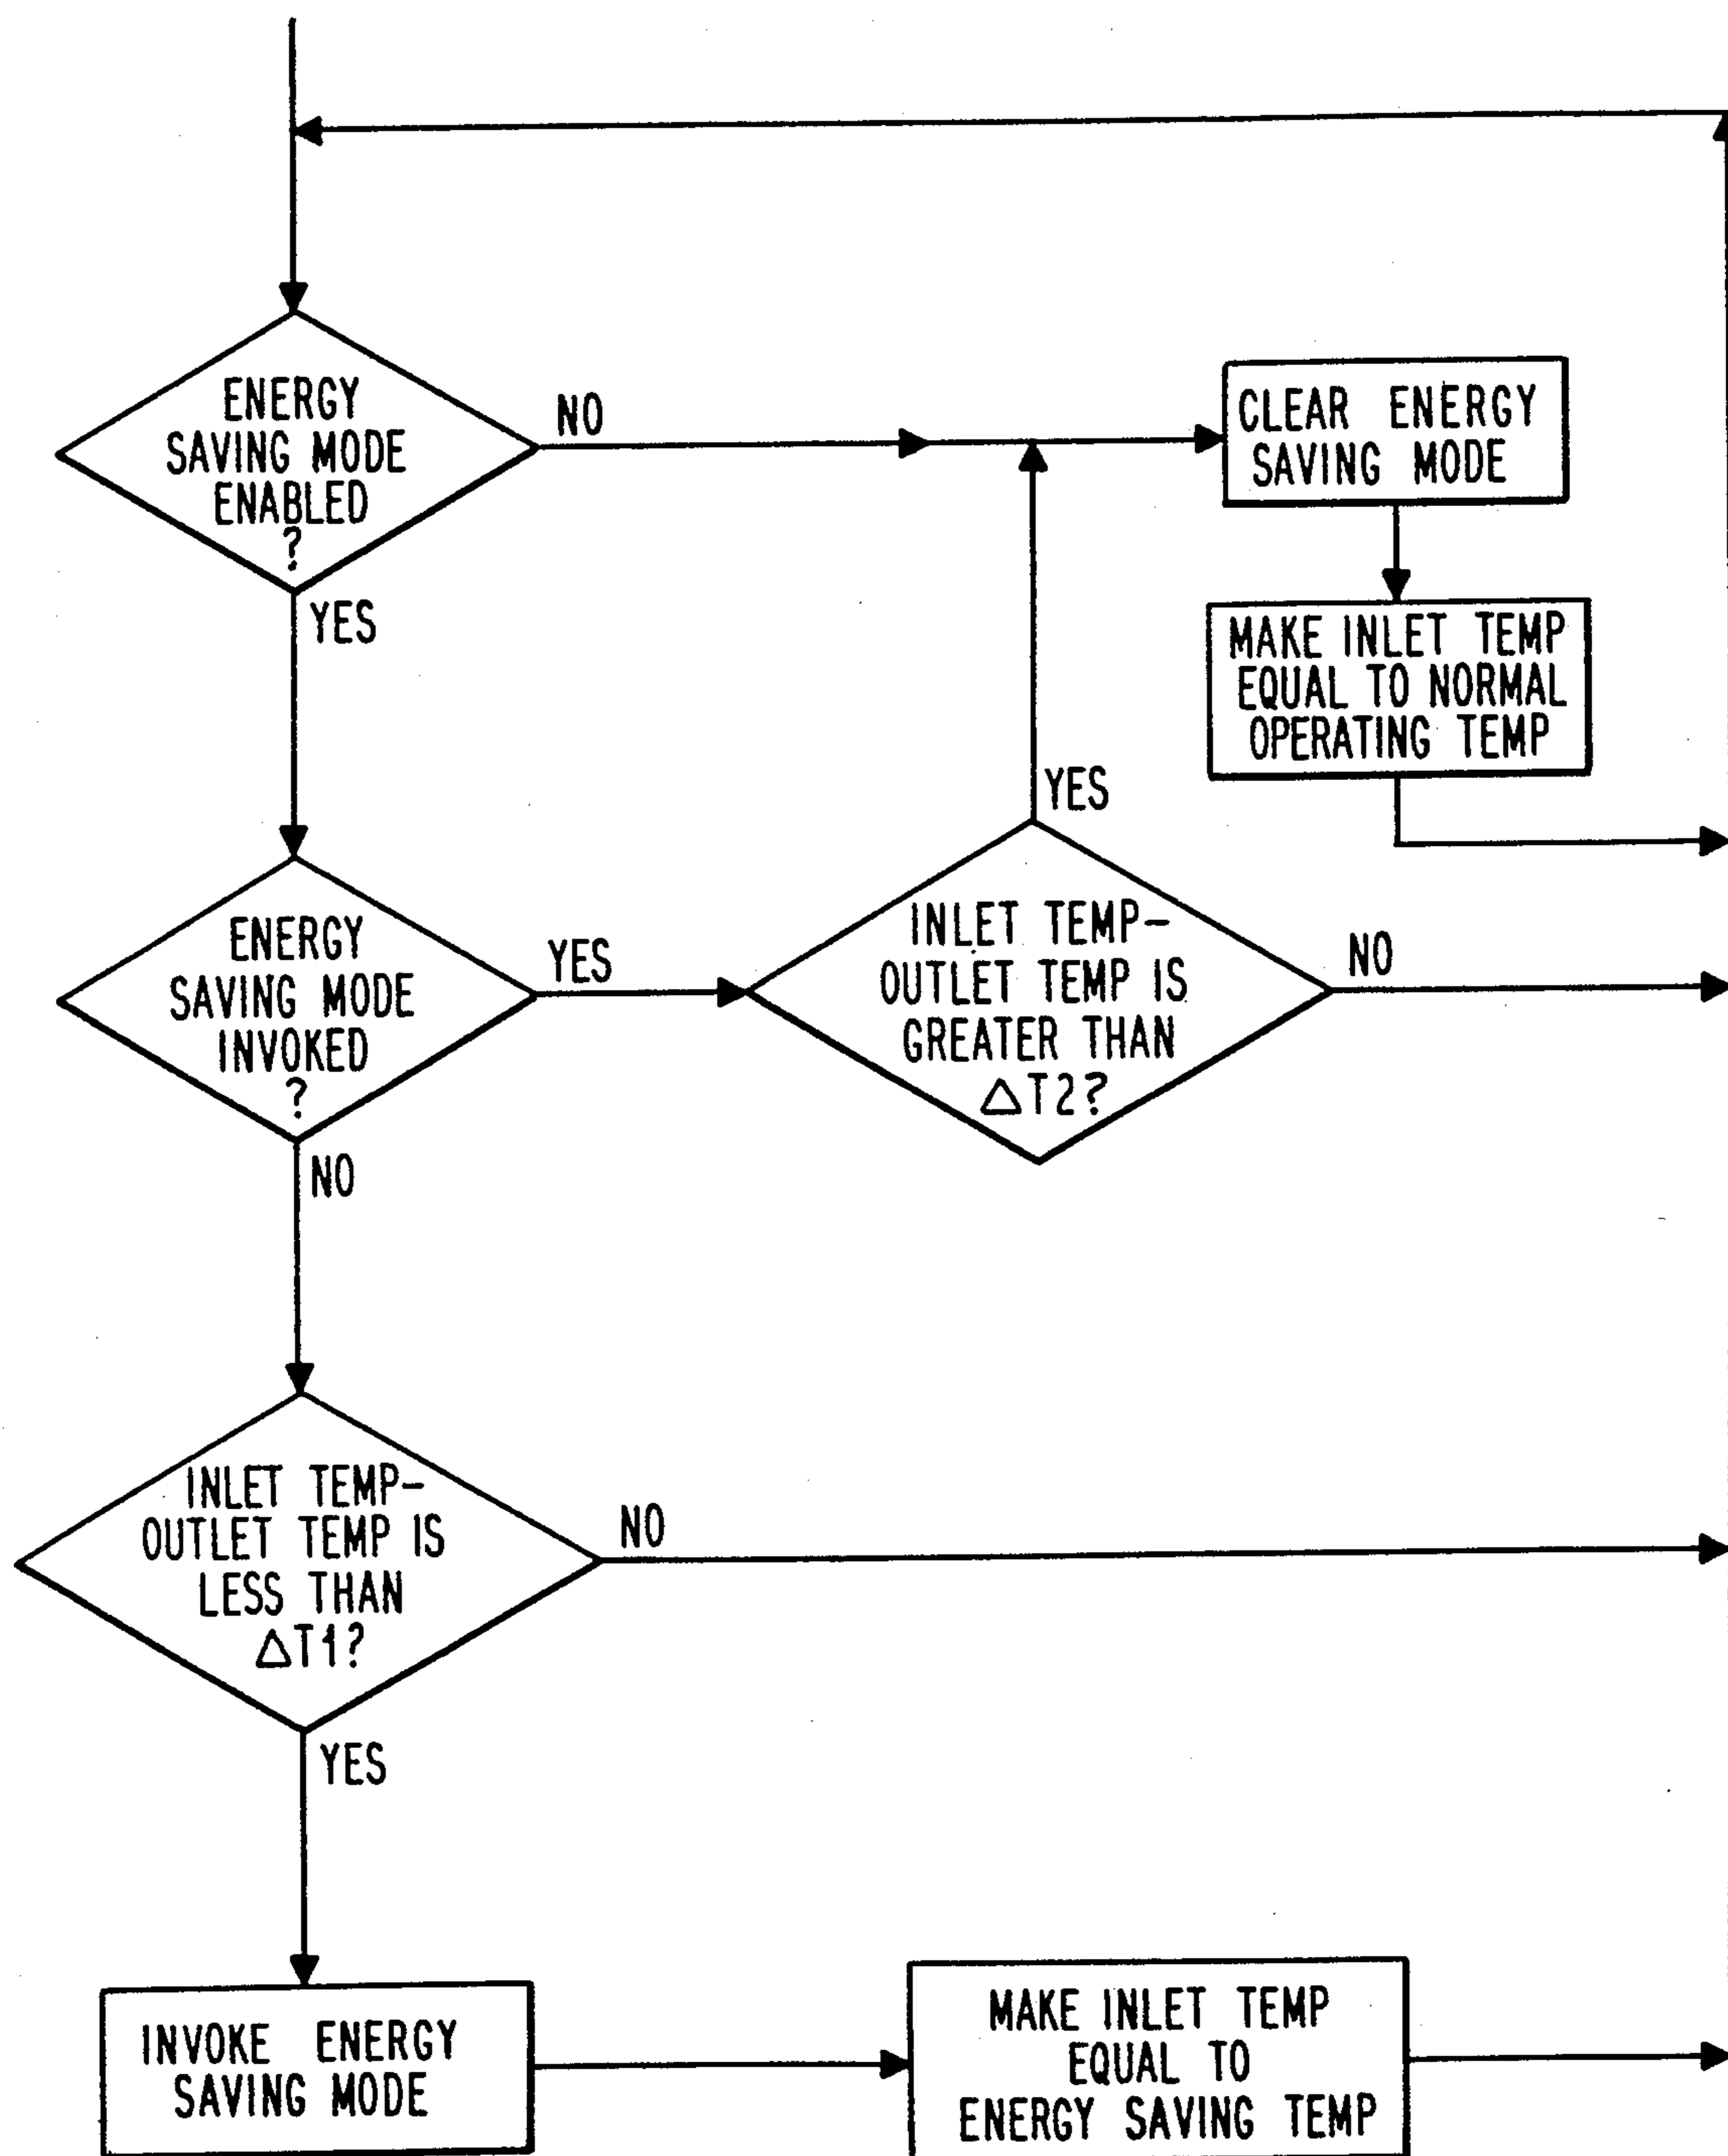 ENERGY
SAVING MODE
ENABLED
?
NO
YES
CLEAR ENERGY
SAVING MODE
MAKE INLET TEMP
EQUAL TO NORMAL
OPERATING TEMP
ENERGY
SAVING MODE
INVOKED
?
YES
NO
INLET TEMP-
OUTLET TEMP IS
GREATER THAN
△T2?
YES
NO
INLET TEMP-
OUTLET TEMP IS
LESS THAN
△T1?
NO
YES
INVOKE ENERGY
SAVING MODE
MAKE INLET TEMP
EQUAL TO
ENERGY SAVING TEMP